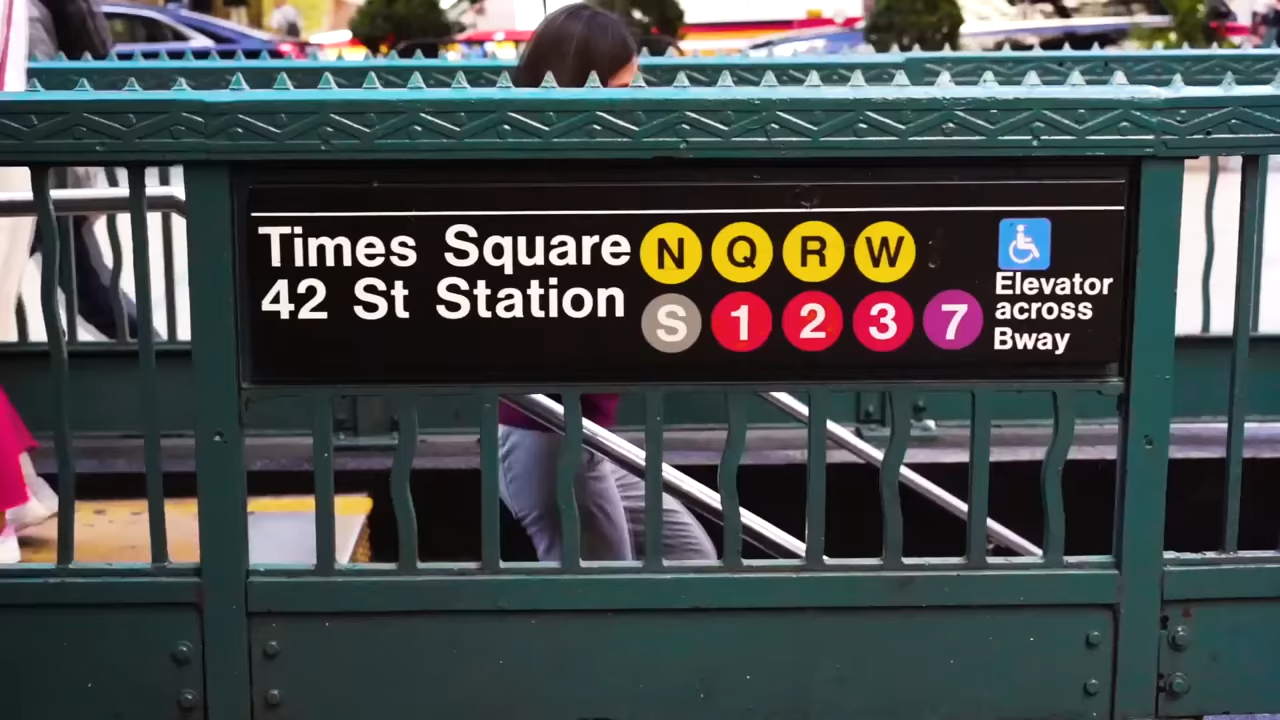 Times Square N Q R W
42 St Station S 1 2 3 7
Elevator
across
Bway